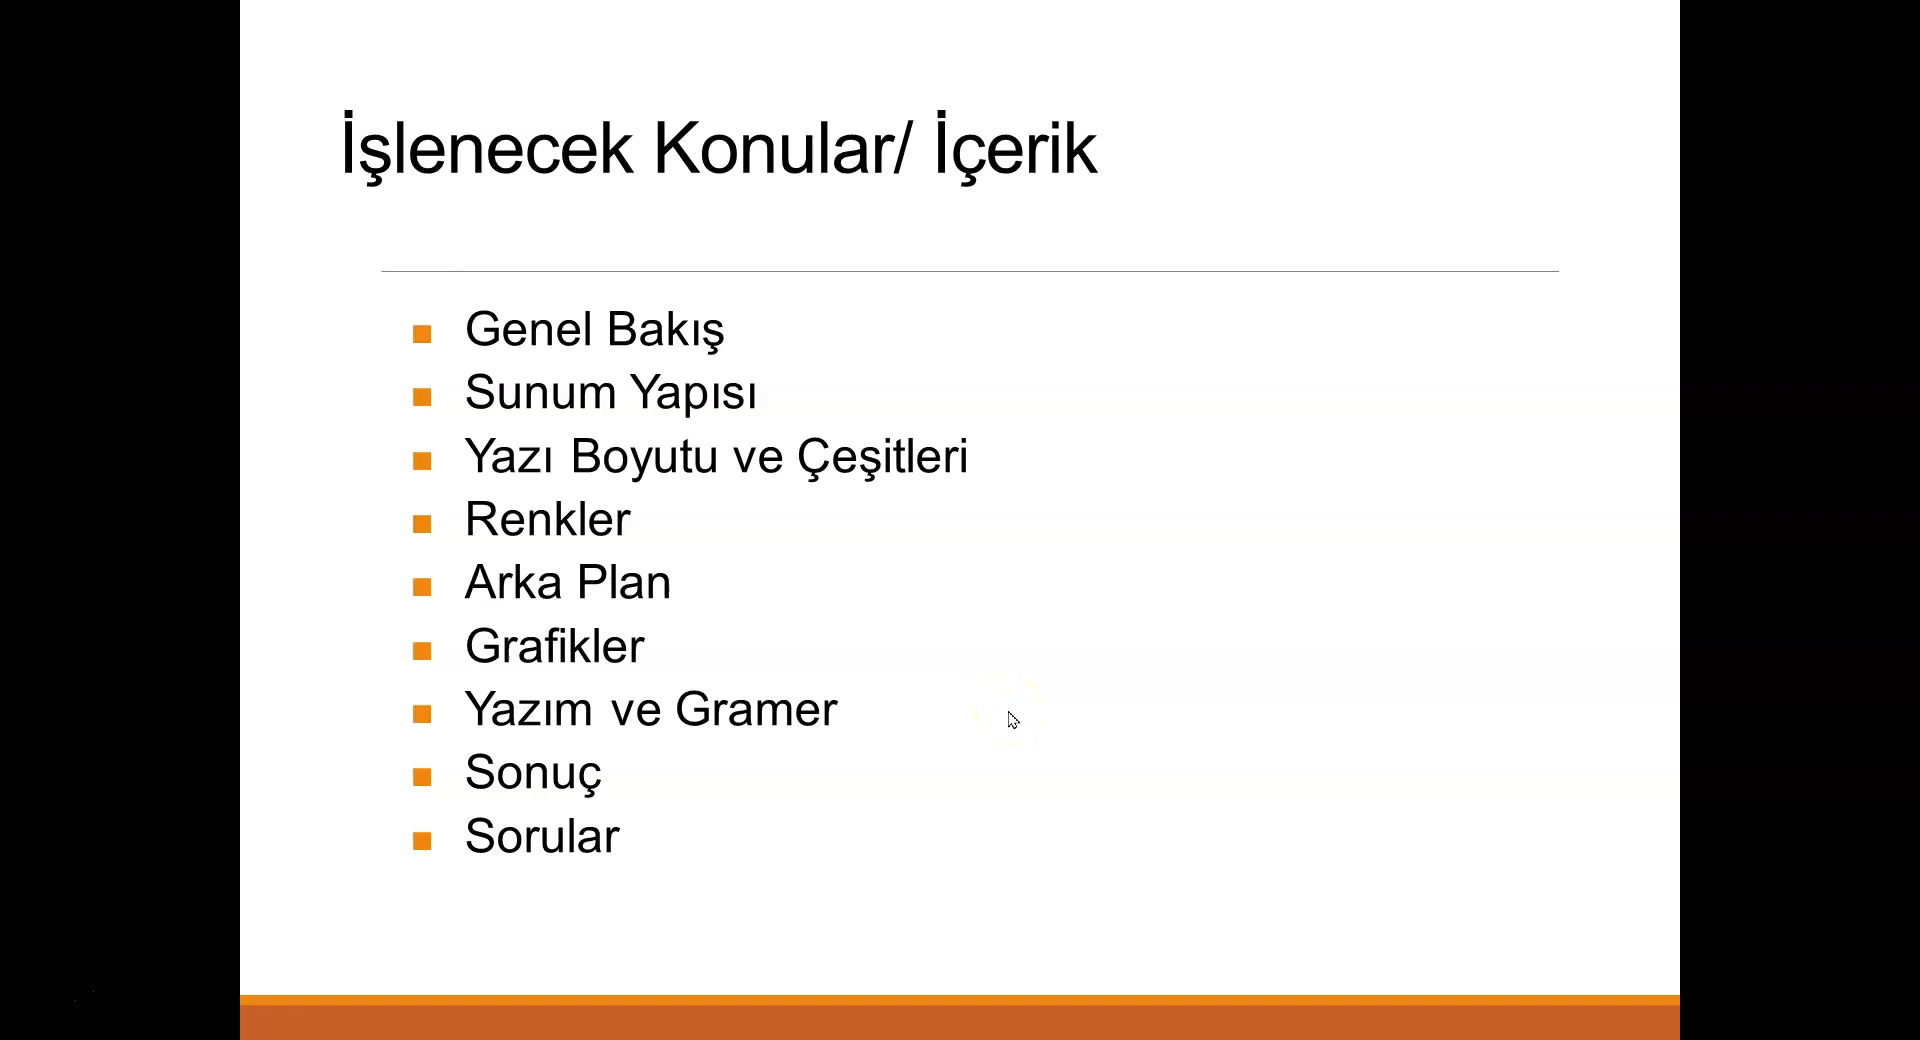 İşlenecek Konular/ İçerik
Genel Bakış
Sunum Yapısı
Yazı Boyutu ve Çeşitleri
Renkler
Arka Plan
Grafikler
Yazım ve Gramer
Sonuç
Sorular